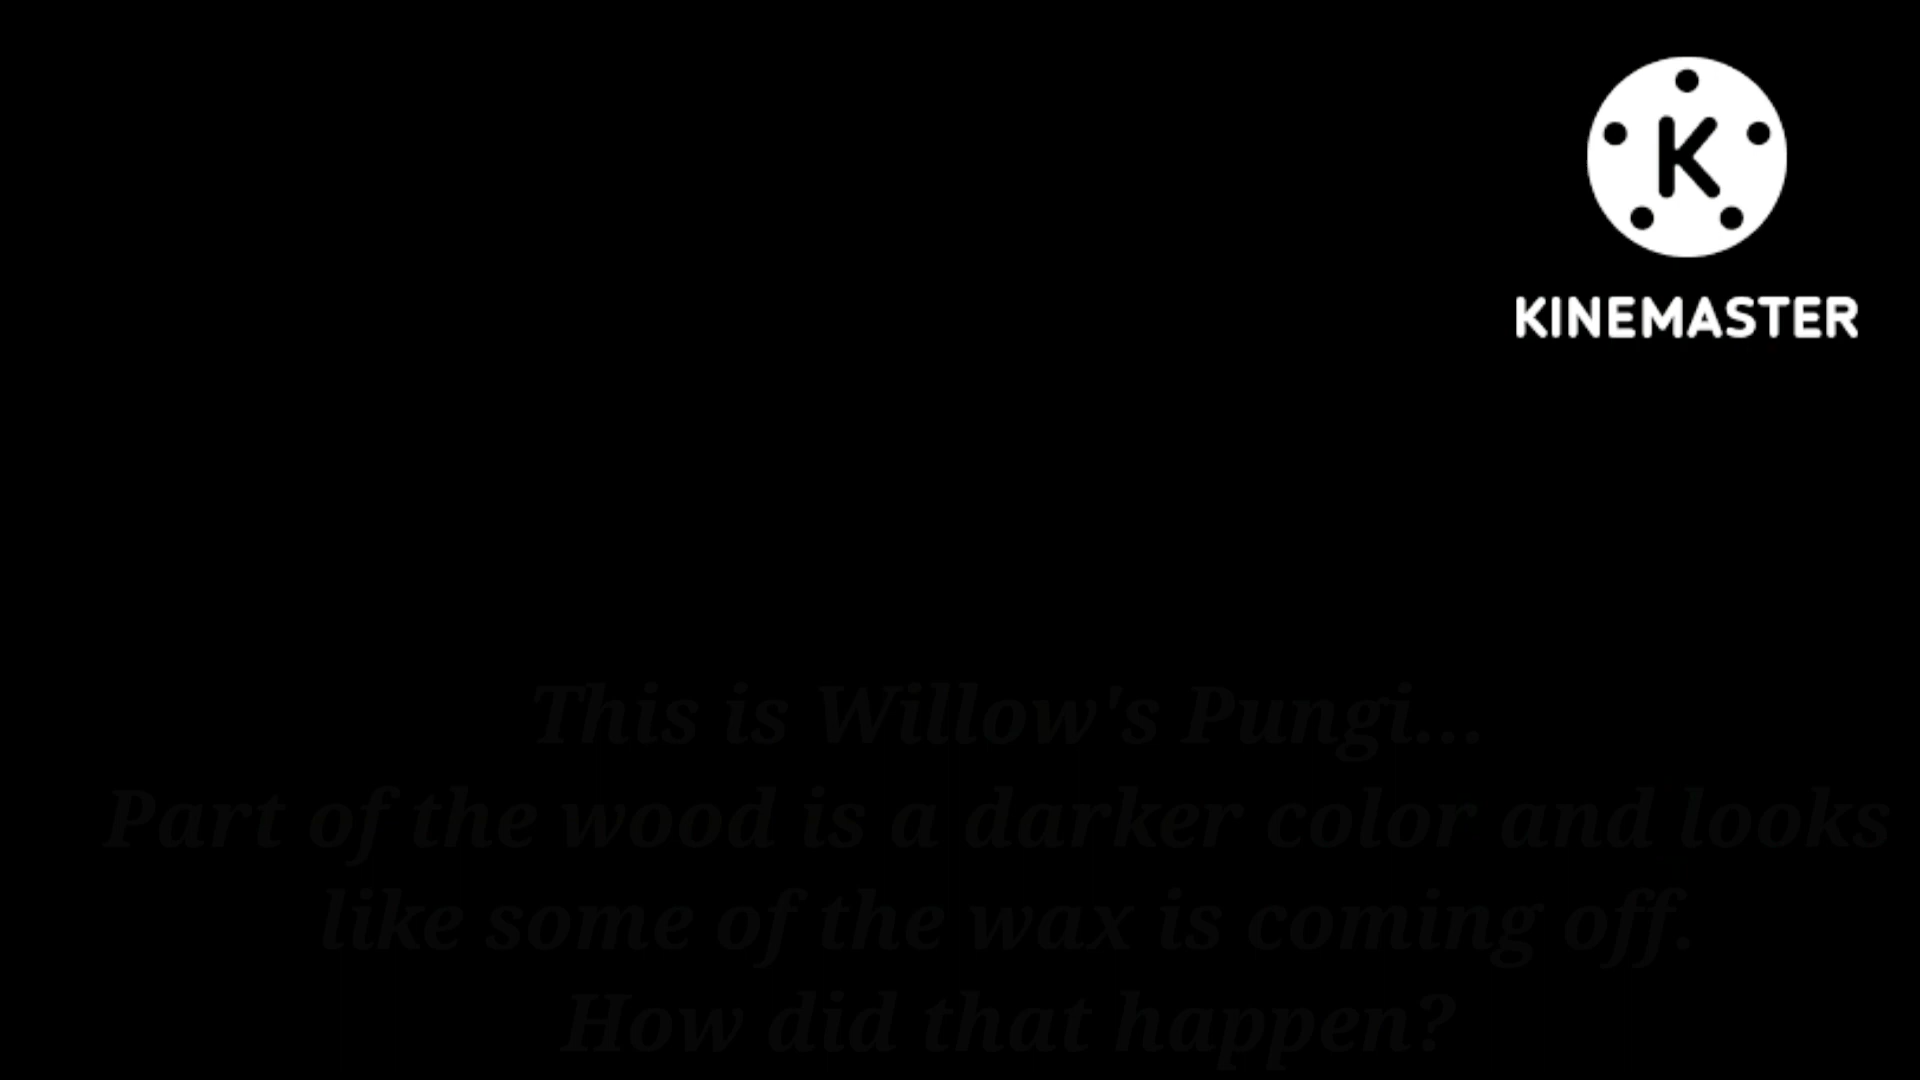 K
KINEMASTER
This is Willow's Pungi...
Part of the wood is a darker color and looks
like some of the wax is coming off.
How did that happen?